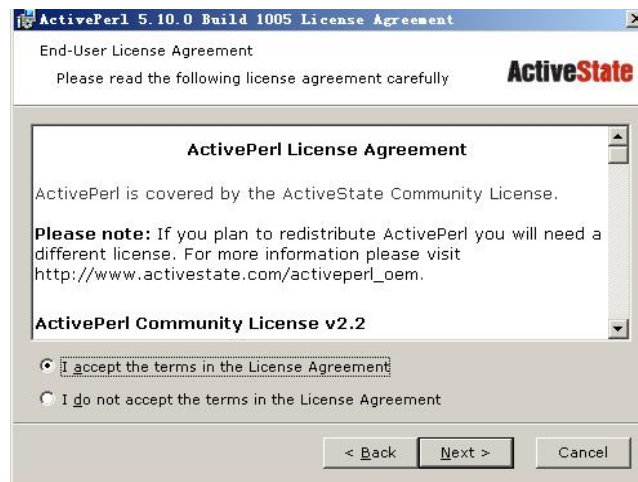 ActivePerl 5.10.0 Build 1005 License Agreement
End-User License Agreement
Please read the following license agreement carefully
ActiveState
ActivePerl License Agreement
ActivePerl is covered by the ActiveState Community License.
Please note: If you plan to redistribute ActivePerl you will need a
different license. For more information please visit
http://www.activestate.com/activeperl_oem.
ActivePerl Community License v2.2
I accept the terms in the License Agreement
I do not accept the terms in the License Agreement
< Back
Next >
Cancel